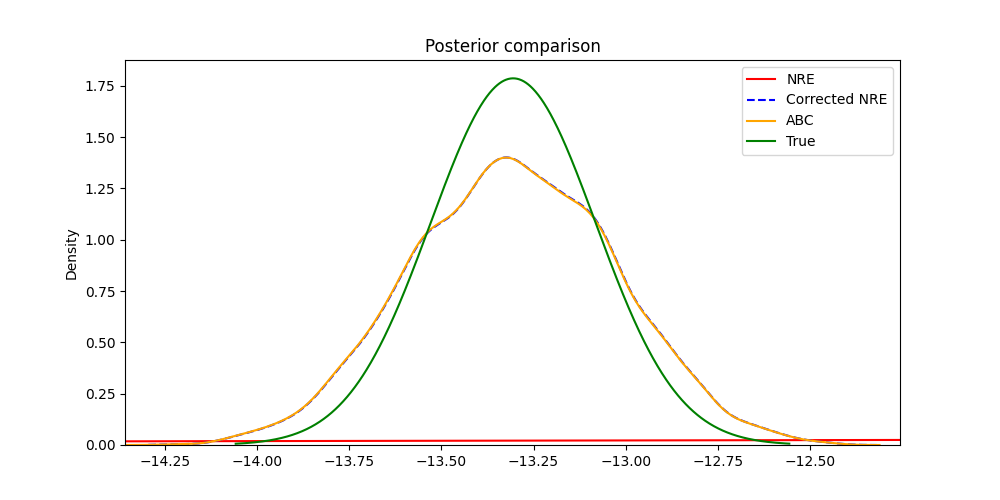 Posterior comparison
NRE
Corrected NRE
ABC
True
Density
1.75
1.50
1.25
1.00
0.75
0.50
0.25
0.00
−14.25 −14.00 −13.75 −13.50 −13.25 −13.00 −12.75 −12.50